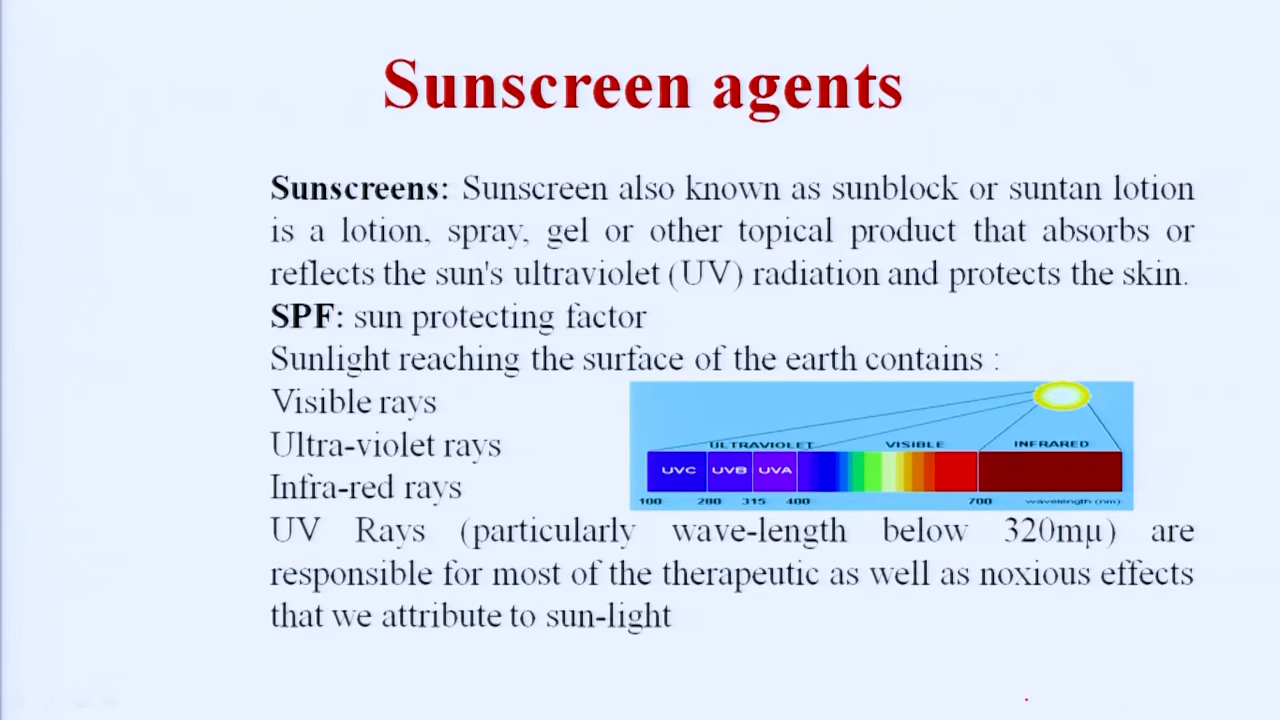 Sunscreen agents
Sunscreens: Sunscreen also known as sunblock or suntan lotion
is a lotion, spray, gel or other topical product that absorbs or
reflects the sun's ultraviolet (UV) radiation and protects the skin.
SPF: sun protecting factor
Sunlight reaching the surface of the earth contains :
Visible rays
Ultra-violet rays
Infra-red rays
ULTRAVIOLET VISIBLE INFRARED
UVC UVB UVA
100 280 315 400 700 wavelength (nm)
UV Rays (particularly wave-length below 320mμ) are
responsible for most of the therapeutic as well as noxious effects
that we attribute to sun-light